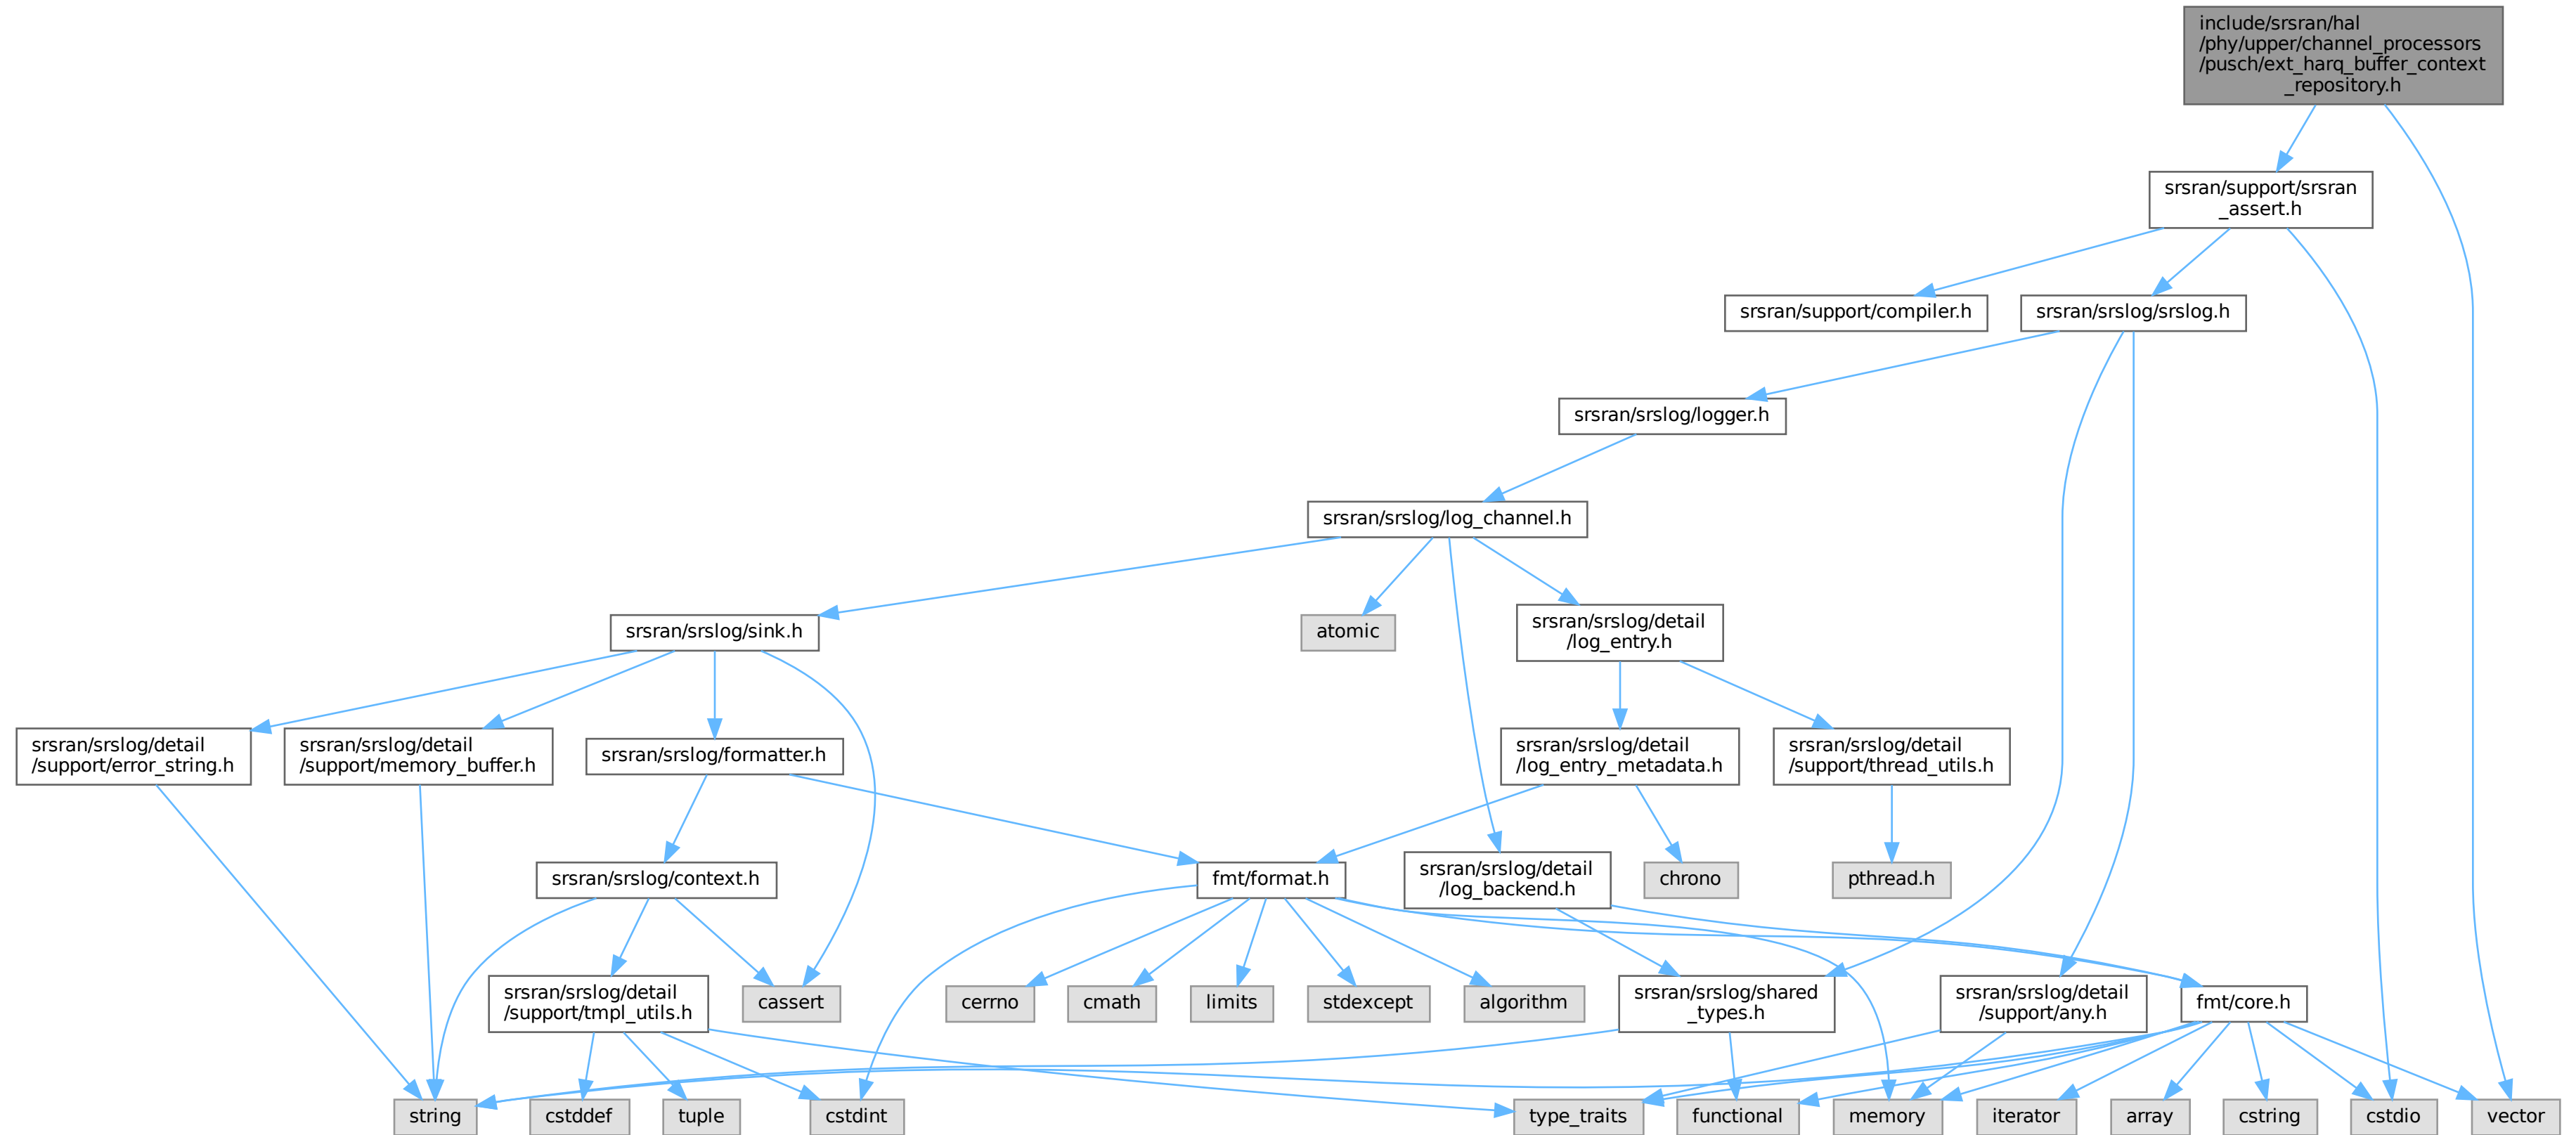 include/srsran/hal
/phy/upper/channel_processors
/pusch/ext_harq_buffer_context
_repository.h
srsran/support/srsran
_assert.h
srsran/support/compiler.h
srsran/srslog/srslog.h
srsran/srslog/logger.h
srsran/srslog/log_channel.h
srsran/srslog/sink.h
atomic
srsran/srslog/detail
/log_entry.h
srsran/srslog/detail
/support/error_string.h
srsran/srslog/detail
/support/memory_buffer.h
srsran/srslog/formatter.h
srsran/srslog/detail
/log_entry_metadata.h
srsran/srslog/detail
/support/thread_utils.h
srsran/srslog/context.h
fmt/format.h
srsran/srslog/detail
/log_backend.h
chrono
pthread.h
srsran/srslog/detail
/support/tmpl_utils.h
cassert
cerrno
cmath
limits
stdexcept
algorithm
srsran/srslog/shared
_types.h
srsran/srslog/detail
/support/any.h
fmt/core.h
string
cstddef
tuple
cstdint
type_traits
functional
memory
iterator
array
cstring
cstdio
vector